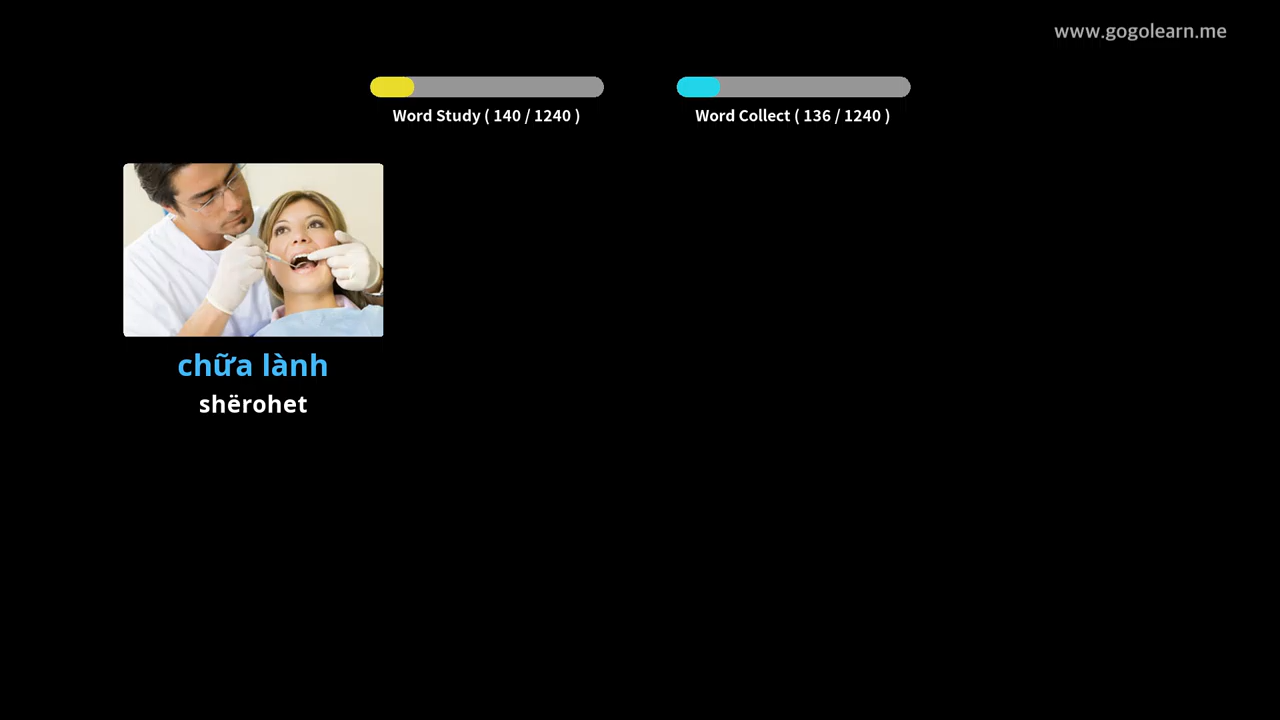 www.gogolearn.me
Word Study ( 140 / 1240 )
Word Collect ( 136 / 1240 )
chữa lành
shërohet